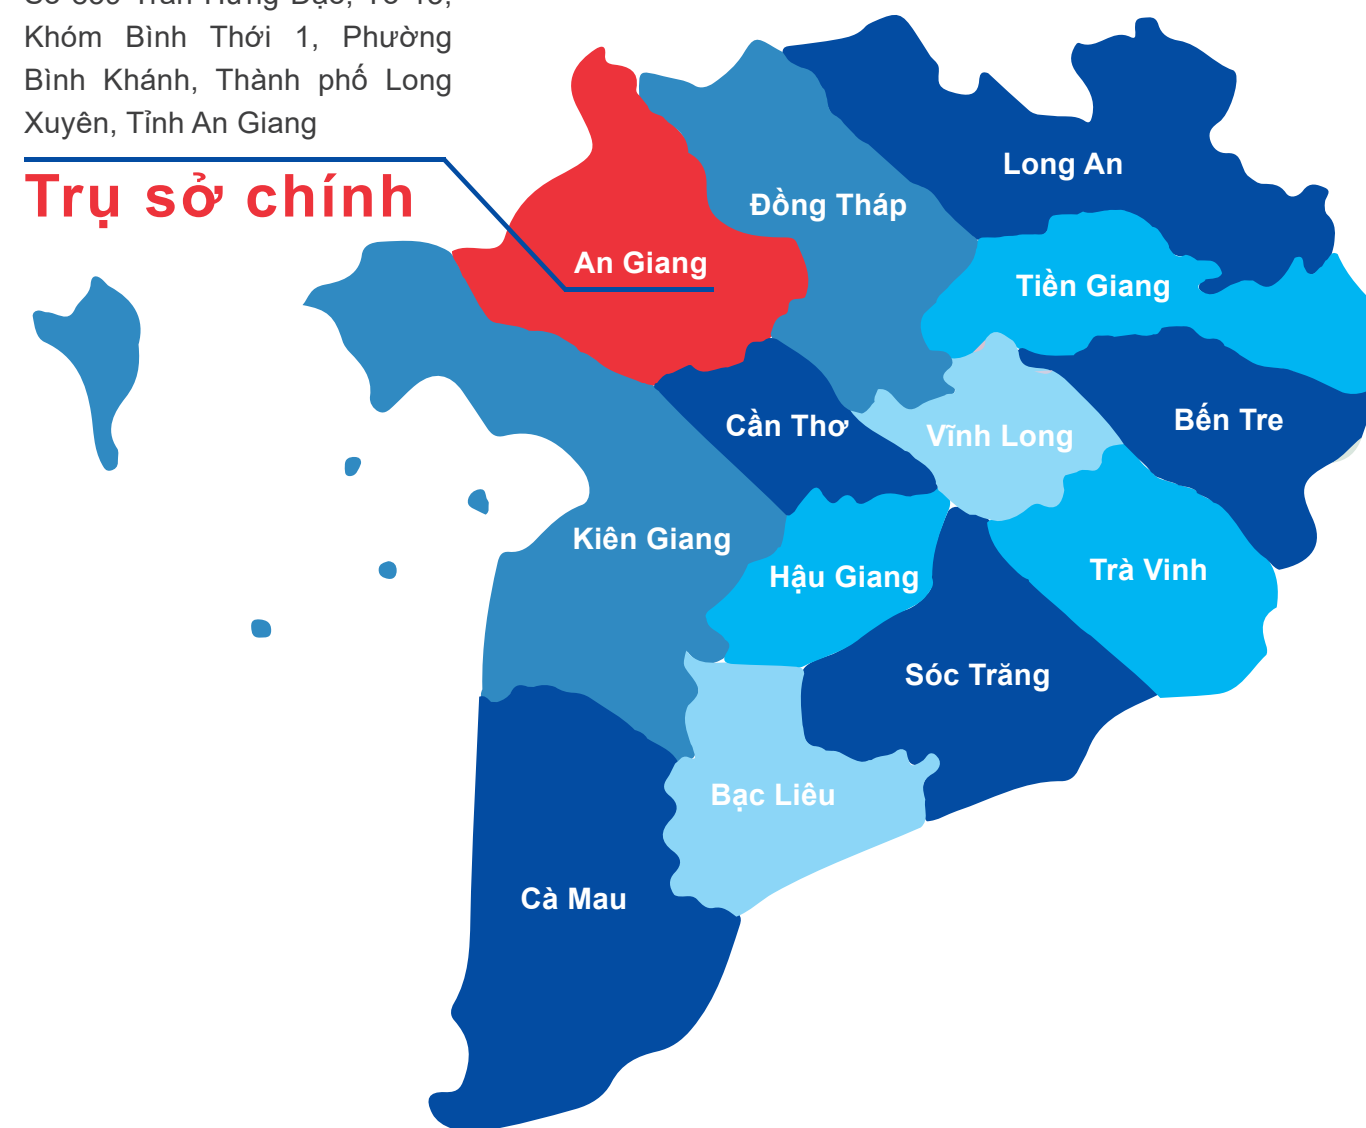 Khóm Bình Thới 1, Phường
Bình Khánh, Thành phố Long
Xuyên, Tỉnh An Giang
Trụ sở chính
Long An
Đồng Tháp
An Giang
Tiền Giang
Cần Thơ
Vĩnh Long
Bến Tre
Kiên Giang
Hậu Giang
Trà Vinh
Sóc Trăng
Bạc Liêu
Cà Mau